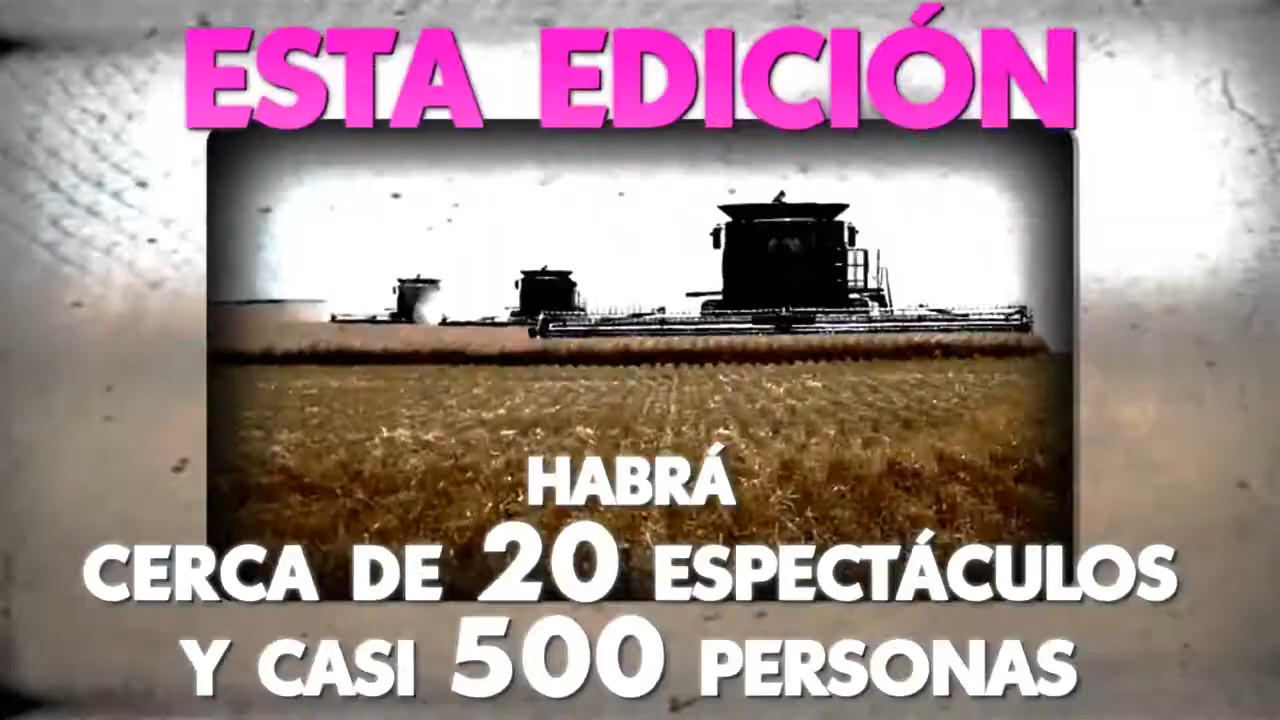 ESTA EDICIÓN
HABRÁ
CERCA DE 20 ESPECTÁCULOS
Y CASI 500 PERSONAS